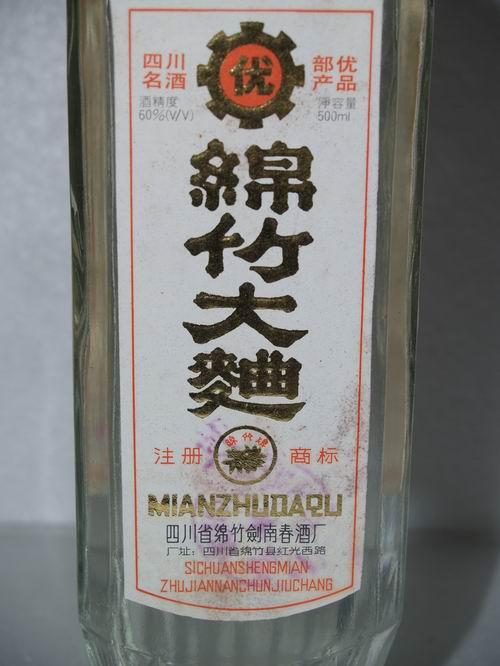 四川
名酒
优
部优
产品
酒精度
60%(V/V)
淨容量
500ml
綿竹大麯
注册
綿竹牌
商标
MIANZHUDAQU
四川省绵竹劍南春酒厂
厂址：四川省绵竹县红光西路
SICHUANSHENGMIAN
ZHUJIANNANCHUNJIUCHANG